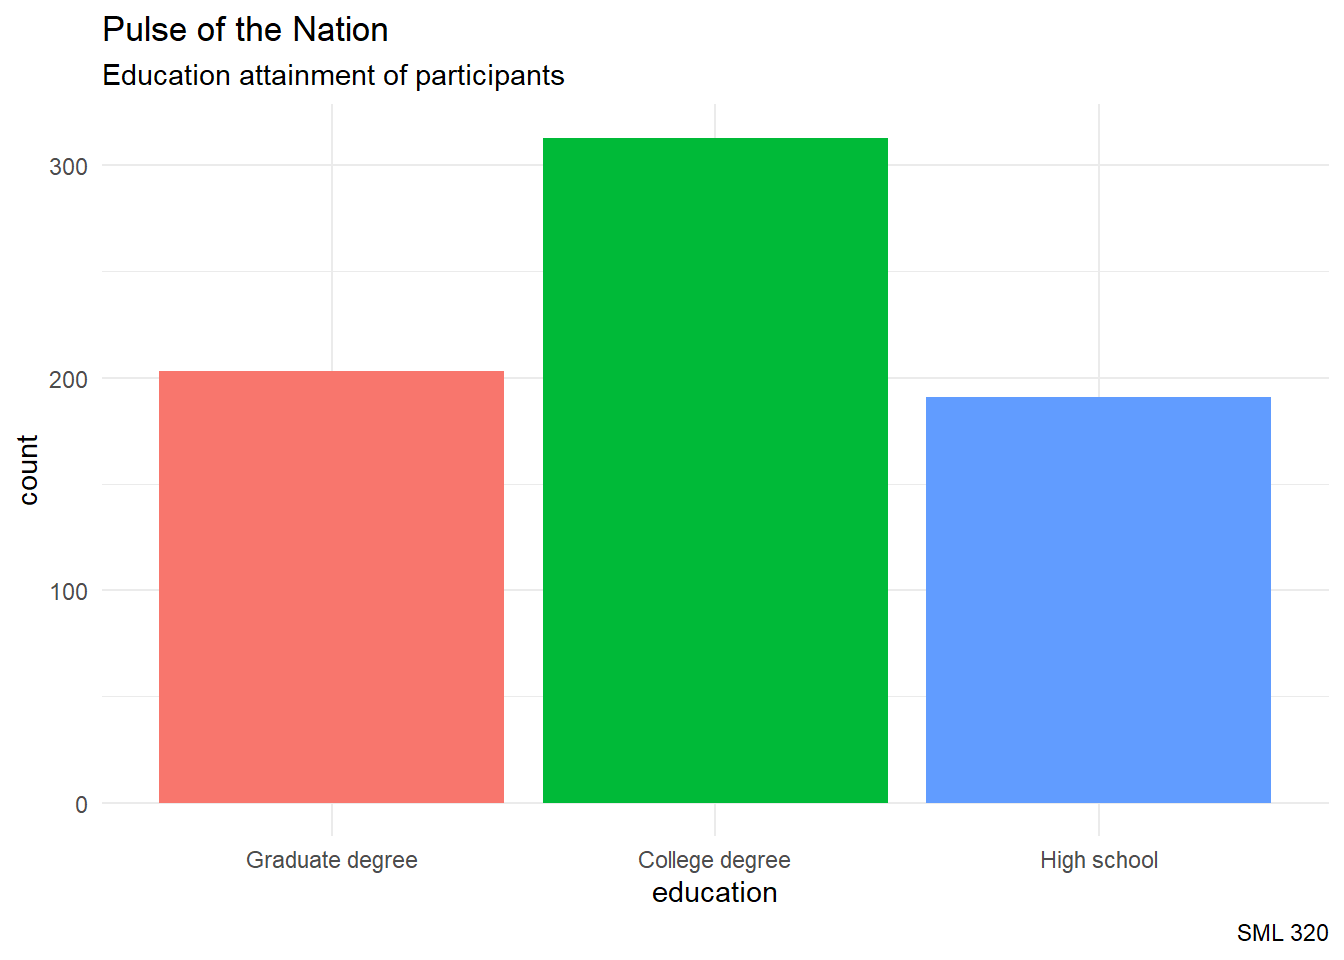 Pulse of the Nation
Education attainment of participants
300
200
100
0
count
Graduate degree
College degree
High school
education
SML 320